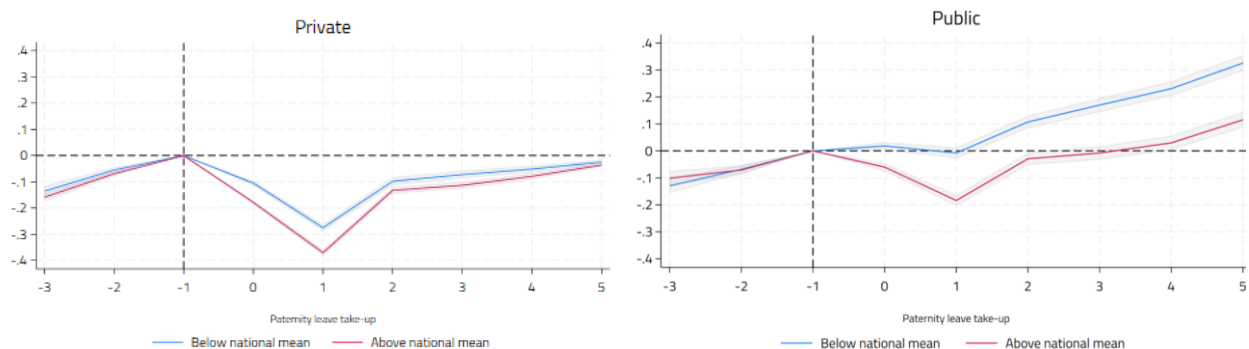 Private
.4
.3
.2
.1
0
-.1
-.2
-.3
-.4
-3 -2 -1 0 1 2 3 4 5
Paternity leave take-up
Below national mean Above national mean
Public
.4
.3
.2
.1
0
-.1
-.2
-.3
-.4
-3 -2 -1 0 1 2 3 4 5
Paternity leave take-up
Below national mean Above national mean